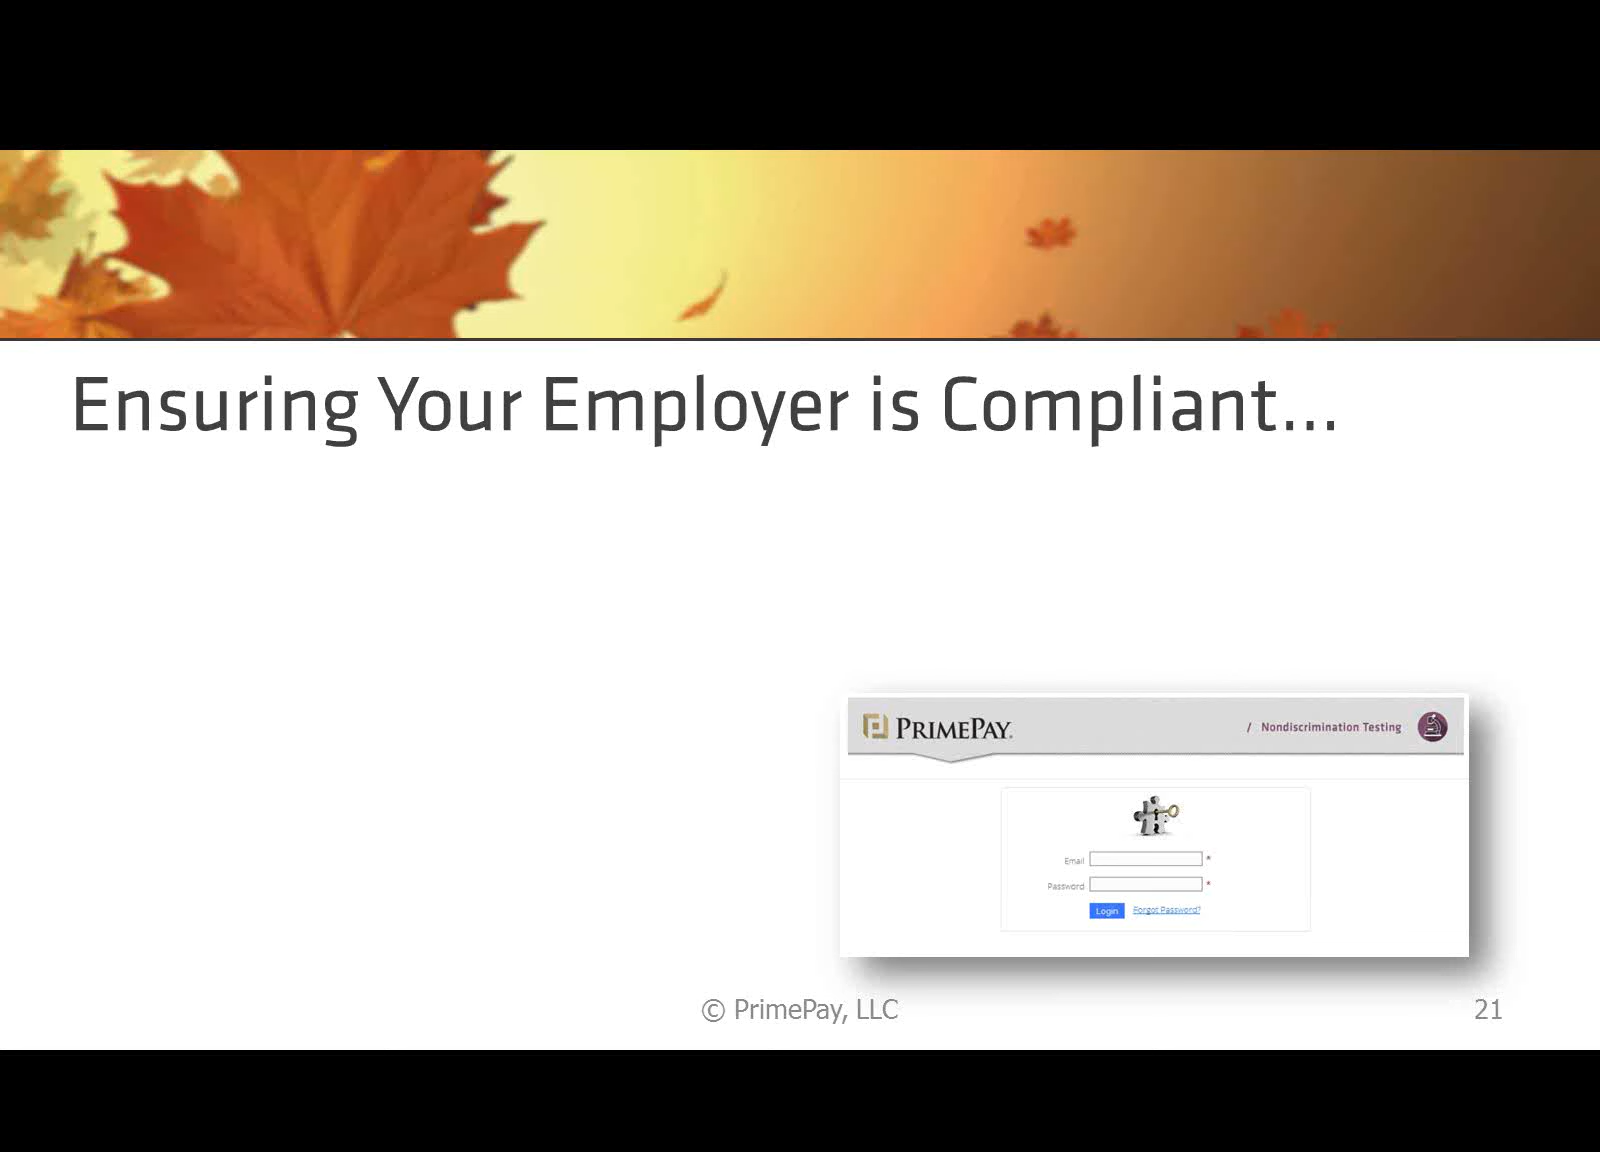 Ensuring Your Employer is Compliant...
PRIMEPAY.
/ Nondiscrimination Testing
Email *
Password *
Login Forgot Password?
© PrimePay, LLC
21